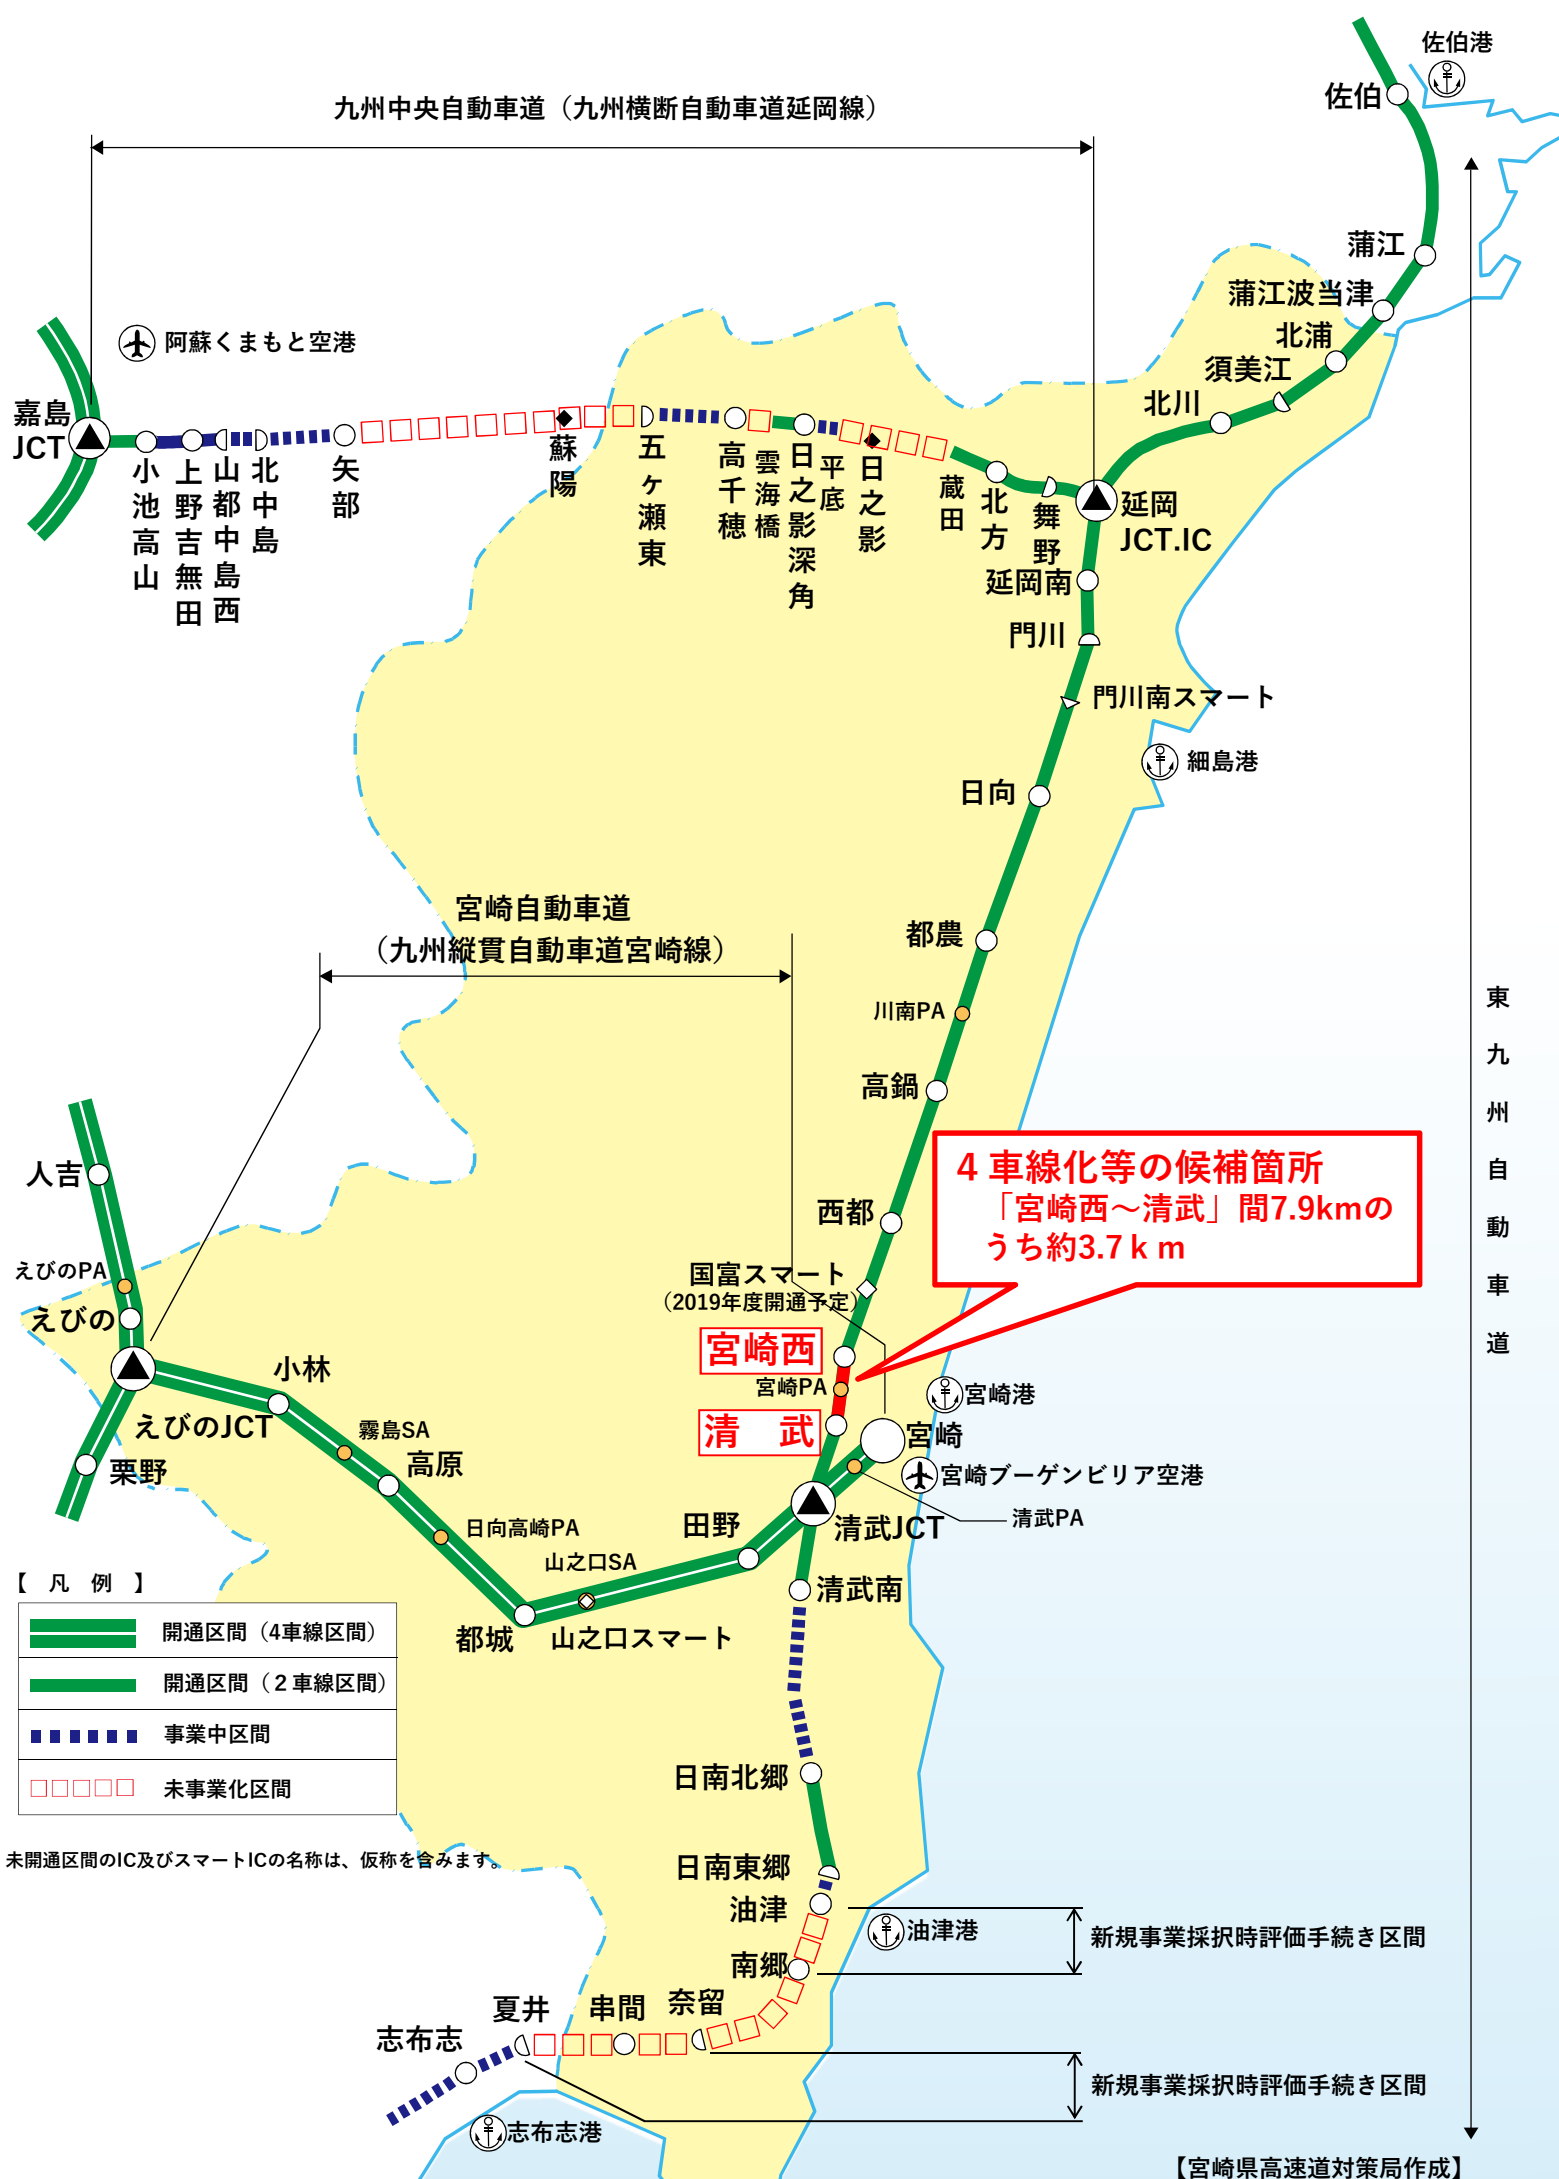 佐伯港
佐伯
九州中央自動車道（九州横断自動車道延岡線）
蒲江
蒲江波当津
北浦
須美江
北川
阿蘇くまもと空港
嘉島
JCT
小池高山
上野吉無田
山都中島西
北中島
矢部
蘇陽
五ヶ瀬東
高千穂
雲海橋
日之影深角
平底
日之影
蔵田
北方
舞野
延岡
JCT.IC
延岡南
門川
門川南スマート
細島港
日向
宮崎自動車道
（九州縦貫自動車道宮崎線）
都農
川南PA
高鍋
東九州自動車道
4 車線化等の候補箇所
「宮崎西～清武」間7.9kmの
うち約3.7ｋｍ
人吉
西都
えびのPA
国富スマート
（2019年度開通予定）
えびの
宮崎西
小林
宮崎PA
宮崎港
えびのJCT
霧島SA
清　武
宮崎
栗野
高原
宮崎ブーゲンビリア空港
日向高崎PA
田野
清武JCT
清武PA
山之口SA
清武南
【　凡　例　】
開通区間（4車線区間）
都城
山之口スマート
開通区間（２車線区間）
事業中区間
日南北郷
未事業化区間
未開通区間のIC及びスマートICの名称は、仮称を含みます。
日南東郷
油津
油津港
新規事業採択時評価手続き区間
南郷
夏井
串間
奈留
志布志
新規事業採択時評価手続き区間
志布志港
【宮崎県高速道対策局作成】